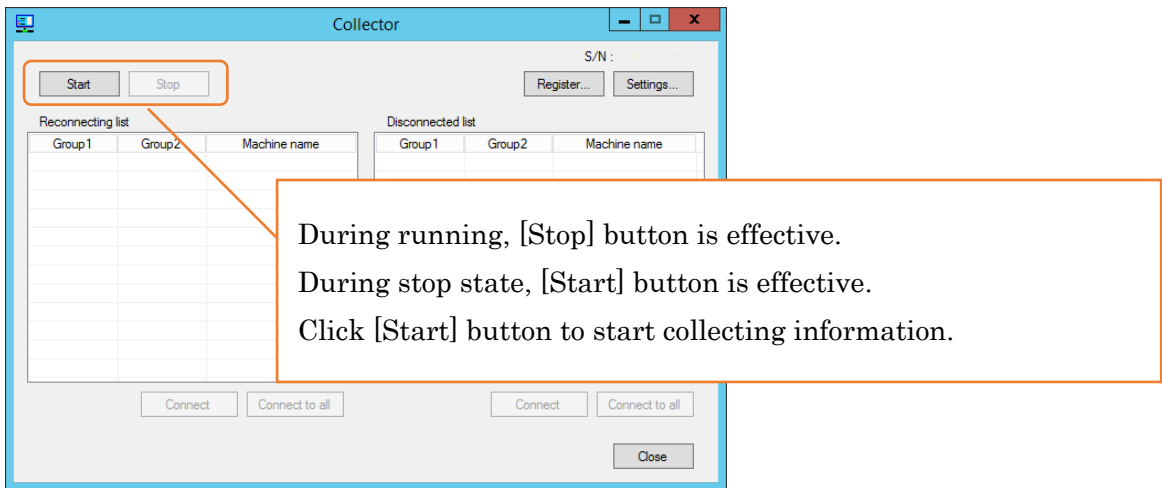 Collector
S/N :
Start Stop Register... Settings...
Reconnecting list Disconnected list
Group1 Group2 Machine name Group1 Group2 Machine name
During running, [Stop] button is effective.
During stop state, [Start] button is effective.
Click [Start] button to start collecting information.
Connect Connect to all Connect Connect to all
Close